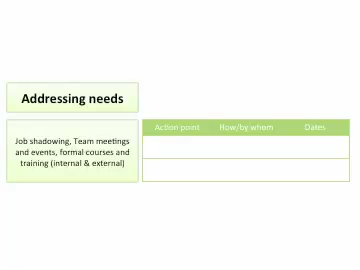 Addressing needs
Job shadowing, Team meetings
and events, formal courses and
training (internal & external)
Action point How/by whom Dates